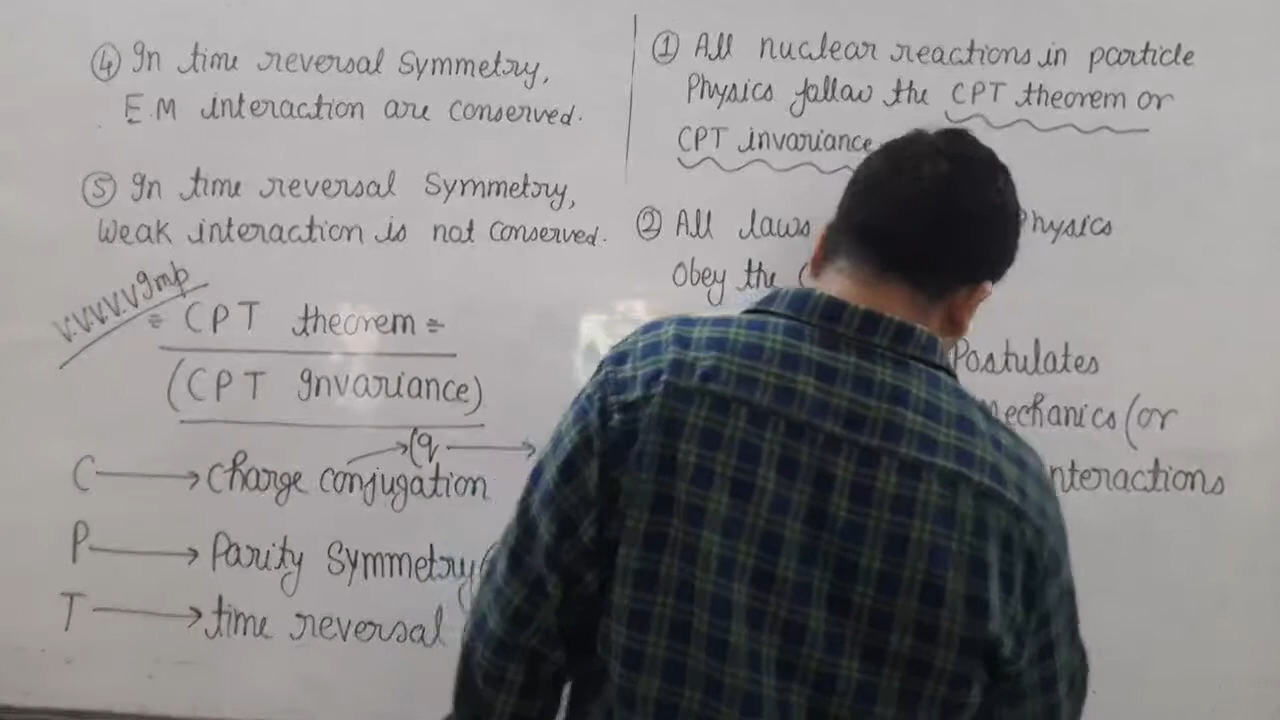 ④ In time reversal Symmetry,
E.M interaction are conserved.
⑤ In time reversal Symmetry,
Weak interaction is not conserved.
V.V.V.V.V Imp
= CPT theorem =
(CPT Invariance)
(q ⟶
C ⟶ Charge conjugation
P ⟶ Parity Symmetry(
T ⟶ time reversal
① All nuclear reactions in particle
Physics follow the CPT theorem or
CPT invariance
② All laws Physics
Obey the (
Postulates
mechanics (or
nteractions